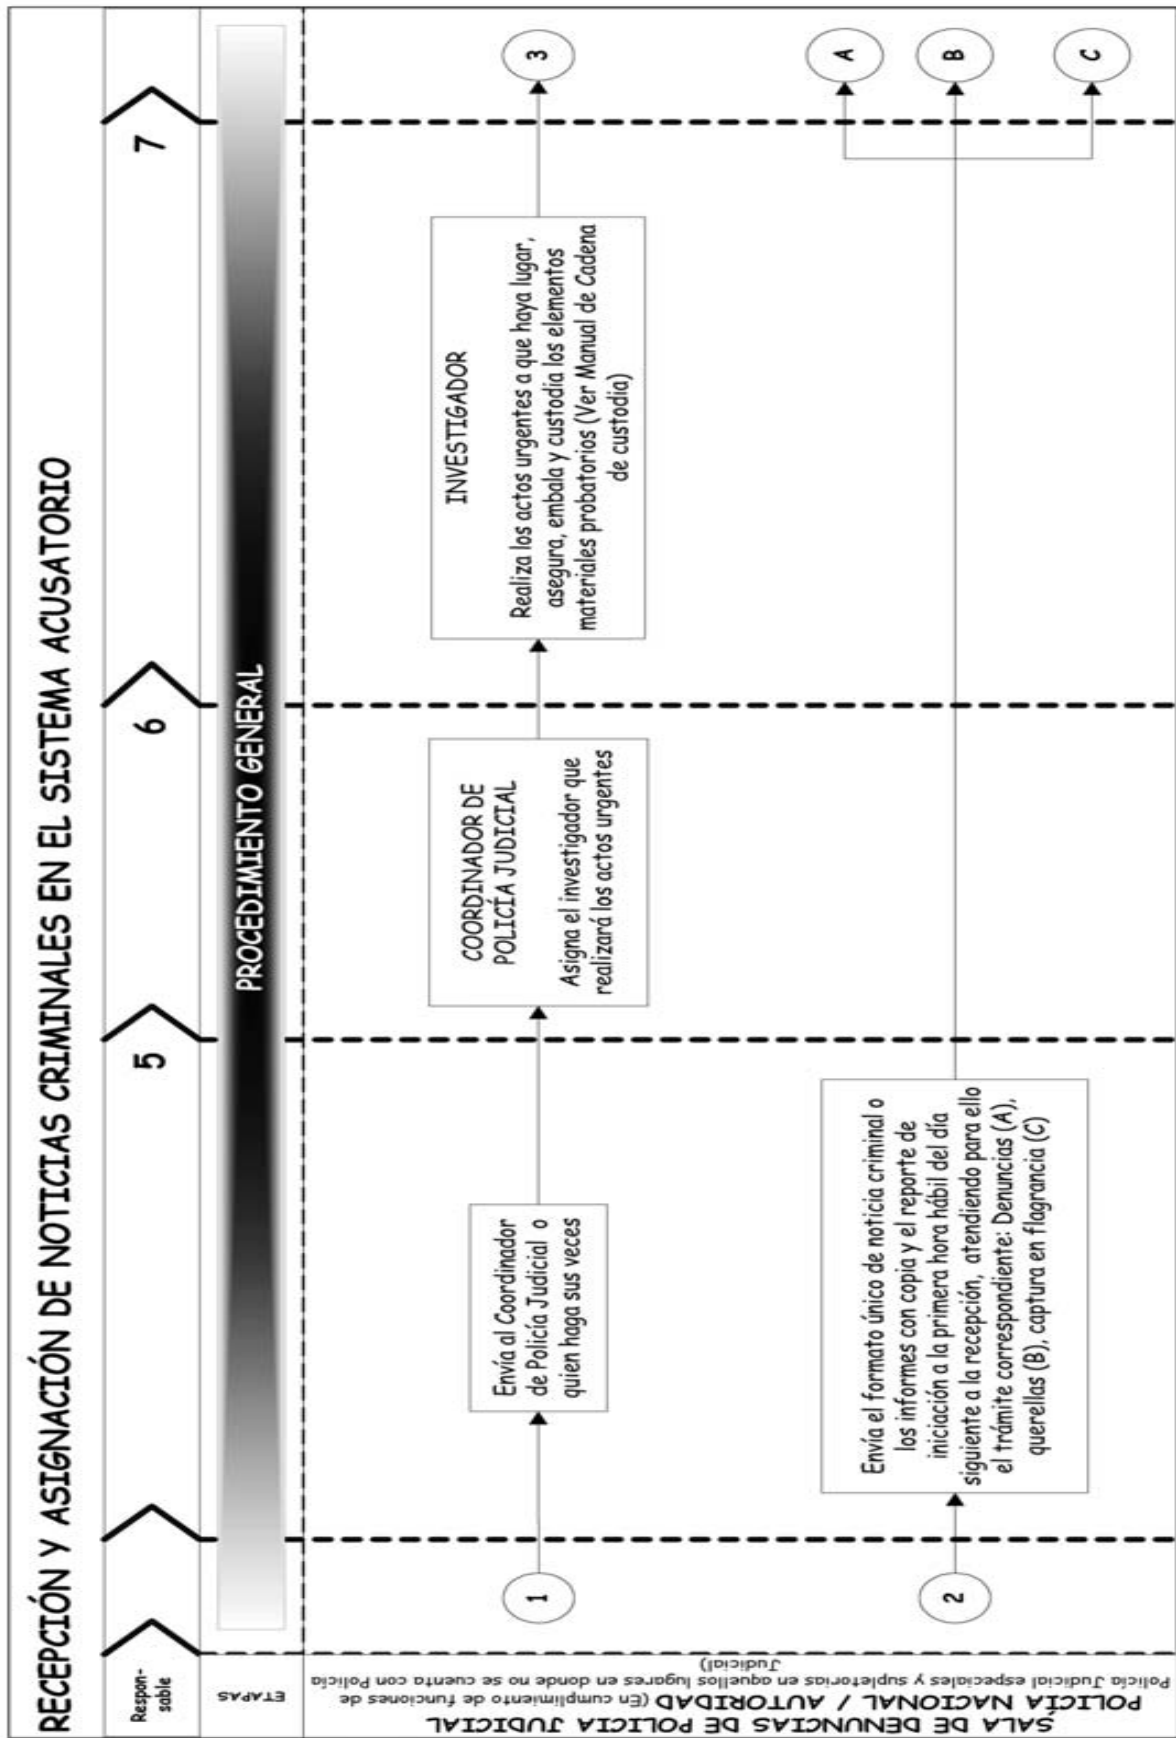 RECEPCIÓN Y ASIGNACIÓN DE NOTICIAS CRIMINALES EN EL SISTEMA ACUSATORIO
Respon-
sable
5
6
7
ETAPAS
PROCEDIMIENTO GENERAL
SALA DE DENUNCIAS DE POLICIA JUDICIAL
POLICÍA NACIONAL / AUTORIDAD (En cumplimiento de funciones de
Policía Judicial especiales y supletorias en aquellos lugares en donde no se cuenta con Policía
Judicial)
1
Envía al Coordinador
de Policía Judicial o
quien haga sus veces
COORDINADOR DE
POLICÍA JUDICIAL
Asigna el investigador que
realizará los actos urgentes
INVESTIGADOR
Realiza los actos urgentes a que haya lugar,
asegura, embala y custodia los elementos
materiales probatorios (Ver Manual de Cadena
de custodia)
3
2
Envía el formato único de noticia criminal o
los informes con copia y el reporte de
iniciación a la primera hora hábil del día
siguiente a la recepción, atendiendo para ello
el trámite correspondiente: Denuncias (A),
querellas (B), captura en flagrancia (C)
A
B
C